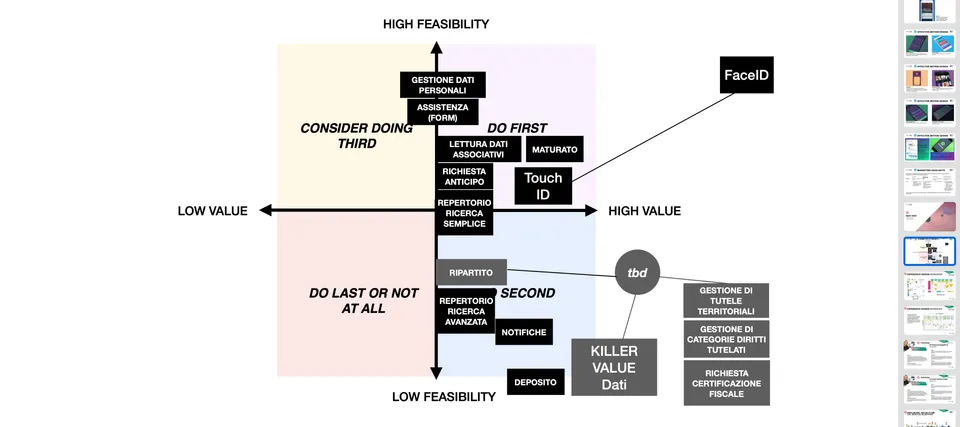 HIGH FEASIBILITY
FaceID
GESTIONE DATI
PERSONALI
ASSISTENZA
(FORM)
CONSIDER DOING
THIRD
DO FIRST
LETTURA DATI
ASSOCIATIVI
MATURATO
RICHIESTA
ANTICIPO
Touch
ID
LOW VALUE
REPERTORIO
RICERCA
SEMPLICE
HIGH VALUE
RIPARTITO
tbd
DO LAST OR NOT
AT ALL
SECOND
REPERTORIO
RICERCA
AVANZATA
NOTIFICHE
GESTIONE DI
TUTELE
TERRITORIALI
GESTIONE DI
CATEGORIE DIRITTI
TUTELATI
KILLER
VALUE
Dati
RICHIESTA
CERTIFICAZIONE
FISCALE
DEPOSITO
LOW FEASIBILITY